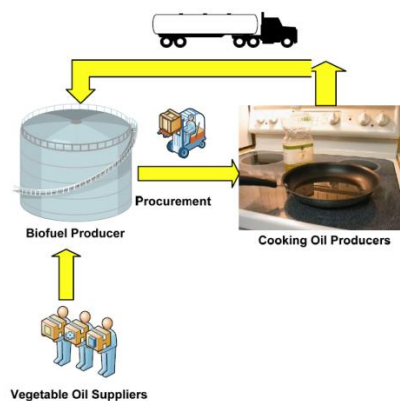 Procurement
Biofuel Producer
Cooking Oil Producers
Vegetable Oil Suppliers